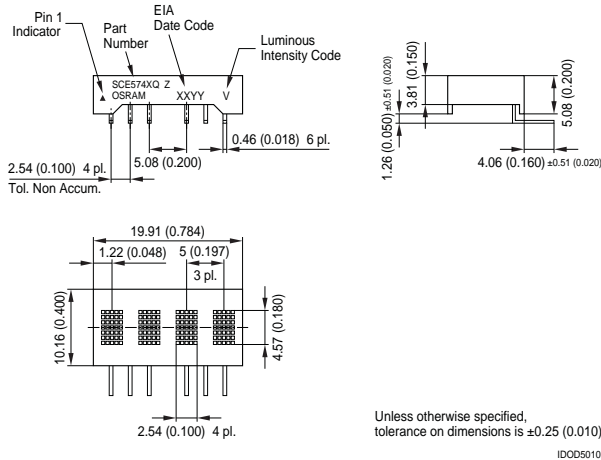 Pin 1
Indicator
Part
Number
EIA
Date Code
Luminous
Intensity Code
SCE574XQ Z
OSRAM XXYY V
2.54 (0.100) 4 pl.
Tol. Non Accum.
5.08 (0.200)
0.46 (0.018) 6 pl.
1.26 (0.050) ±0.51 (0.020)
3.81 (0.150)
5.08 (0.200)
4.06 (0.160) ±0.51 (0.020)
19.91 (0.784)
1.22 (0.048)
5 (0.197)
3 pl.
10.16 (0.400)
4.57 (0.180)
2.54 (0.100) 4 pl.
Unless otherwise specified,
tolerance on dimensions is ±0.25 (0.010)
IDOD5010